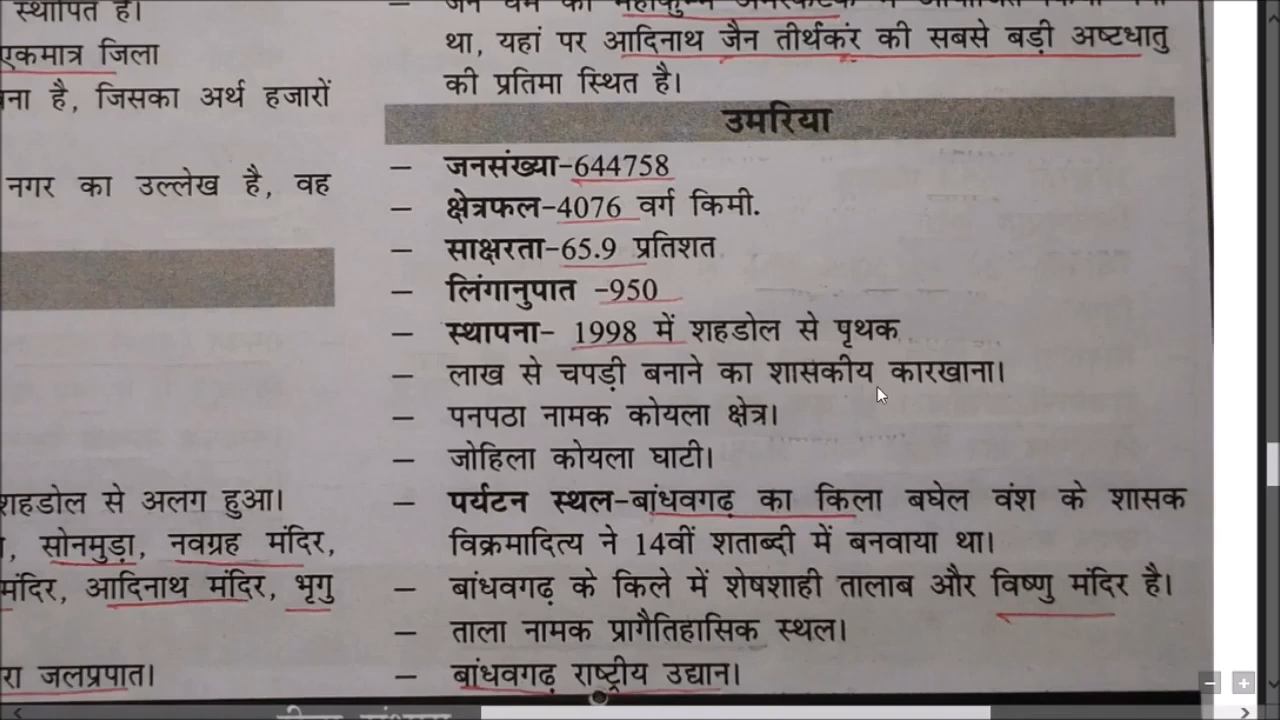 स्थापित है।
एकमात्र जिला
ना है, जिसका अर्थ हजारों
नगर का उल्लेख है, वह
शहडोल से अलग हुआ।
सोनमुड़ा, नवग्रह मंदिर,
मंदिर, आदिनाथ मंदिर, भृगु
रा जलप्रपात।
था, यहां पर आदिनाथ जैन तीर्थकरं की सबसे बड़ी अष्टधातु
की प्रतिमा स्थित है।
उमरिया
– जनसंख्या-644758
– क्षेत्रफल-4076 वर्ग किमी.
– साक्षरता-65.9 प्रतिशत
– लिंगानुपात -950
– स्थापना- 1998 में शहडोल से पृथक
– लाख से चपड़ी बनाने का शासकीय कारखाना।
– पनपठा नामक कोयला क्षेत्र।
– जोहिला कोयला घाटी।
– पर्यटन स्थल-बांधवगढ़ का किला बघेल वंश के शासक
विक्रमादित्य ने 14वीं शताब्दी में बनवाया था।
– बांधवगढ़ के किले में शेषशाही तालाब और विष्णु मंदिर है।
– ताला नामक प्रागैतिहासिक स्थल।
– बांधवगढ़ राष्ट्रीय उद्यान।